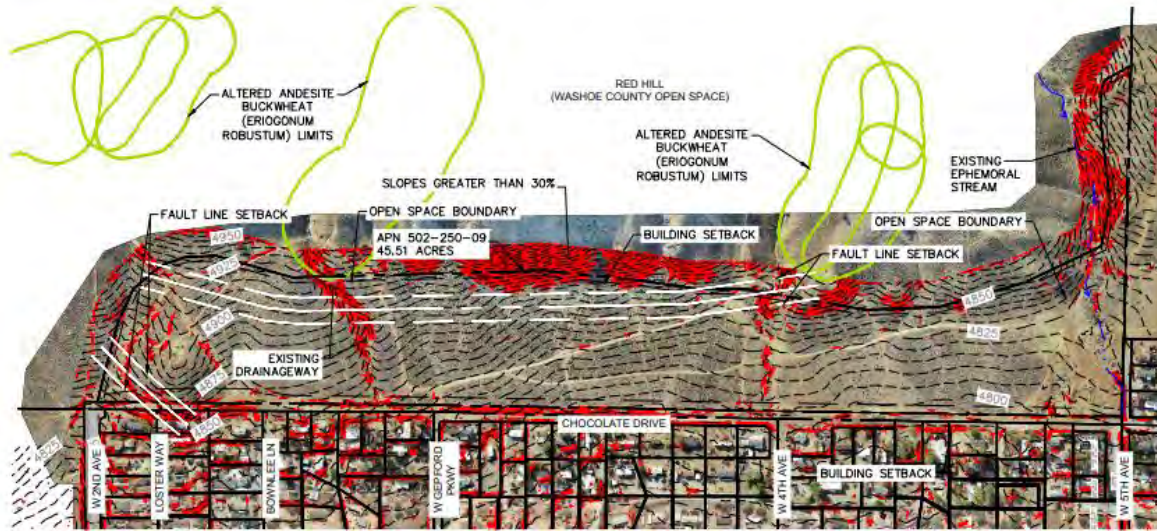 ALTERED ANDESITE
BUCKWHEAT
(ERIOGONUM
ROBUSTUM) LIMITS
RED HILL
(WASHOE COUNTY OPEN SPACE)
ALTERED ANDESITE
BUCKWHEAT
(ERIOGONUM
ROBUSTUM) LIMITS
EXISTING
EPHEMORAL
STREAM
SLOPES GREATER THAN 30%
FAULT LINE SETBACK
OPEN SPACE BOUNDARY
OPEN SPACE BOUNDARY
APN 502-250-09
45.51 ACRES
BUILDING SETBACK
FAULT LINE SETBACK
4950
4925
4900
4875
4850
4825
4850
4825
4800
EXISTING
DRAINAGEWAY
CHOCOLATE DRIVE
BUILDING SETBACK
W 2ND AVE
LOSTER WAY
BOWNLEE LN
W GEPFORD
PKWY
W 4TH AVE
W 5TH AVE